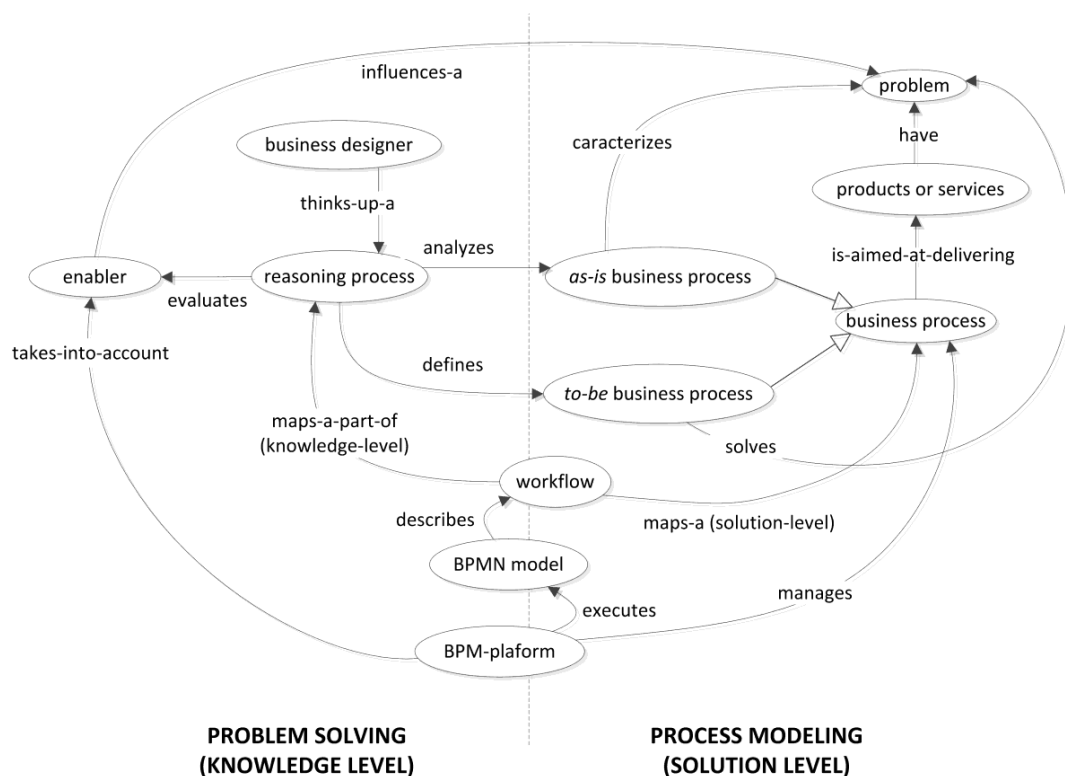 influences-a
problem
business designer
caracterizes
have
products or services
thinks-up-a
analyzes
is-aimed-at-delivering
enabler
reasoning process
as-is business process
evaluates
business process
takes-into-account
defines
to-be business process
maps-a-part-of
(knowledge-level)
solves
workflow
describes
maps-a (solution-level)
BPMN model
manages
executes
BPM-plaform
PROBLEM SOLVING
(KNOWLEDGE LEVEL)
PROCESS MODELING
(SOLUTION LEVEL)